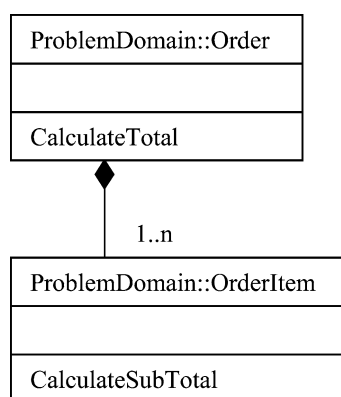 ProblemDomain::Order
CalculateTotal
1..n
ProblemDomain::OrderItem
CalculateSubTotal